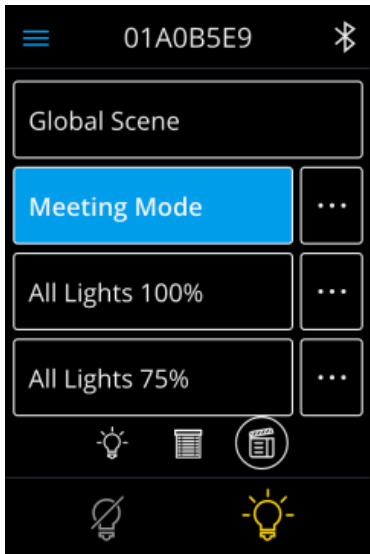 01A0B5E9
Global Scene
Meeting Mode
...
All Lights 100%
...
All Lights 75%
...